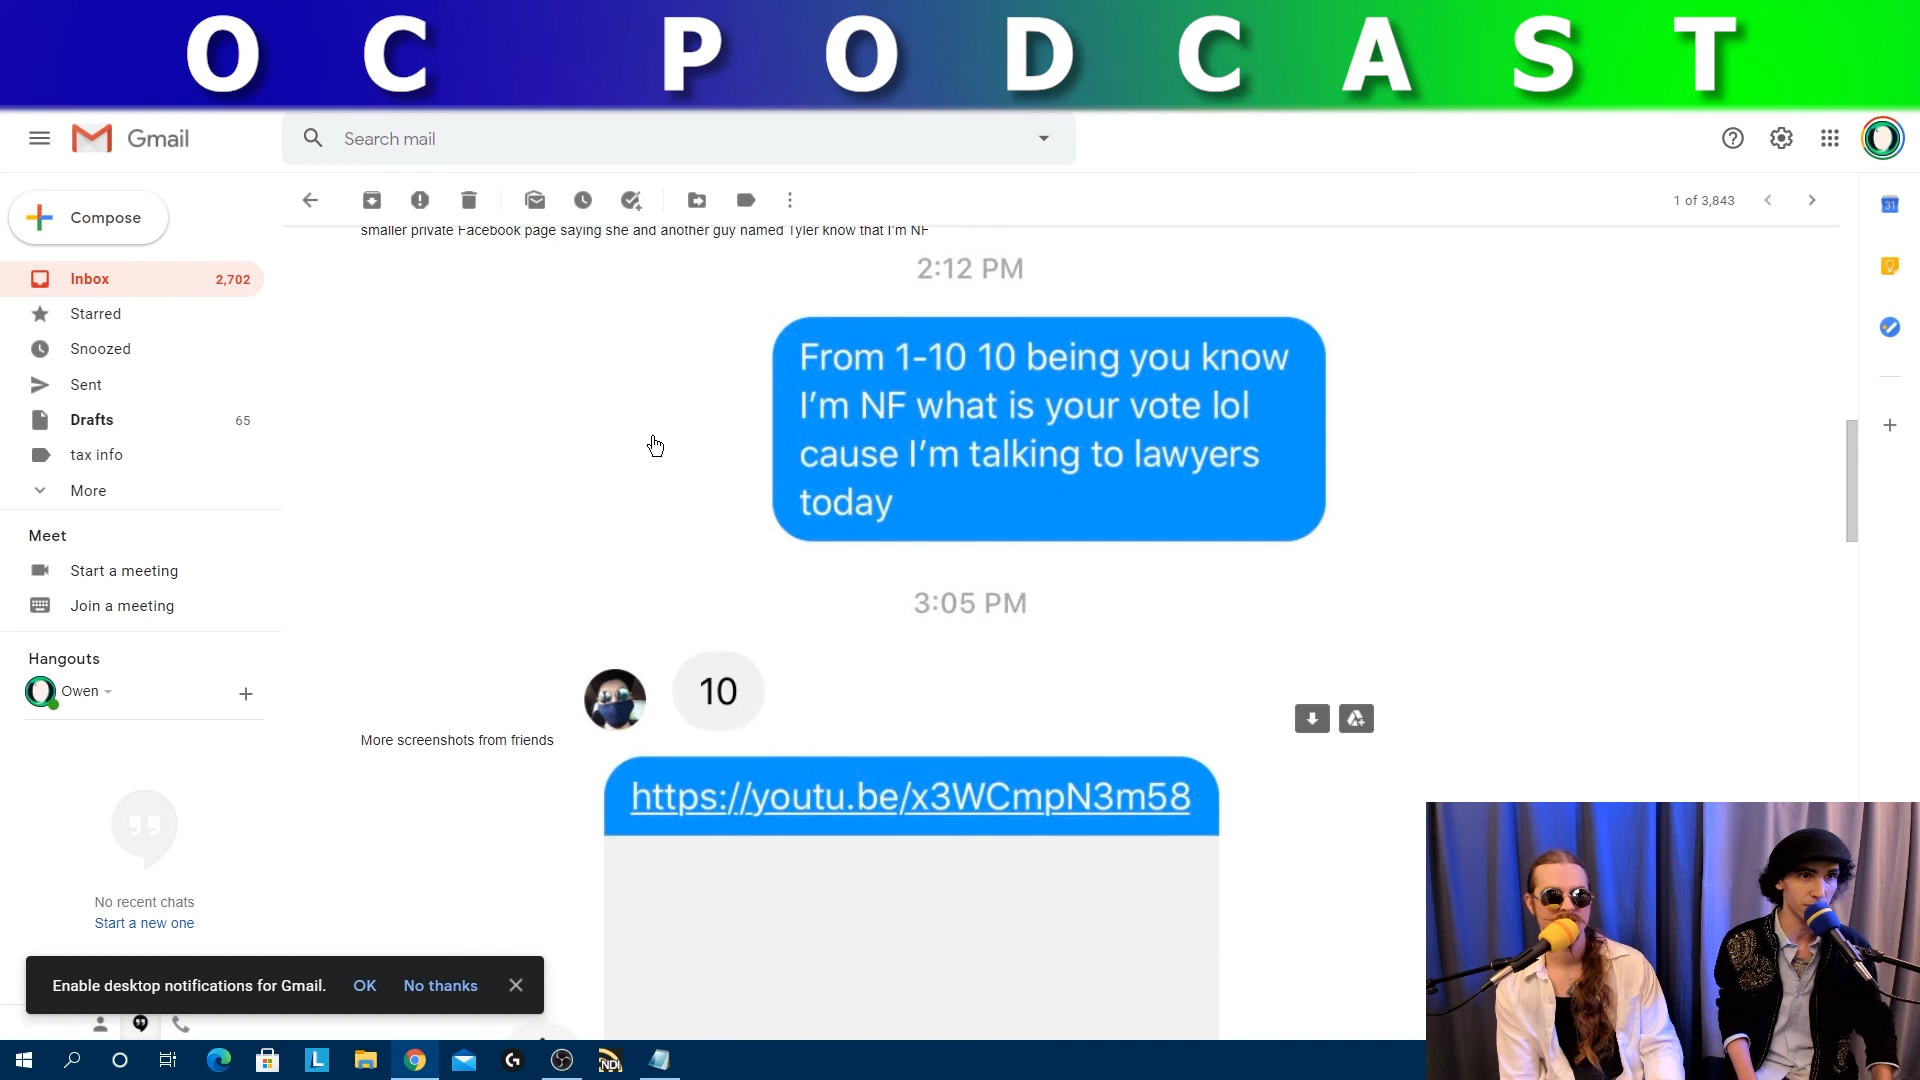 OC PODCAST
Gmail
Search mail
Compose
1 of 3,843
31
smaller private Facebook page saying she and another guy named Tyler know that I'm NF
Inbox 2,702
Starred
Snoozed
Sent
Drafts 65
tax info
More
Meet
Start a meeting
Join a meeting
Hangouts
Owen
No recent chats
Start a new one
2:12 PM
From 1-10 10 being you know
I'm NF what is your vote lol
cause I'm talking to lawyers
today
3:05 PM
10
More screenshots from friends
https://youtu.be/x3WCmpN3m58
Enable desktop notifications for Gmail. OK No thanks
L
G
NDI